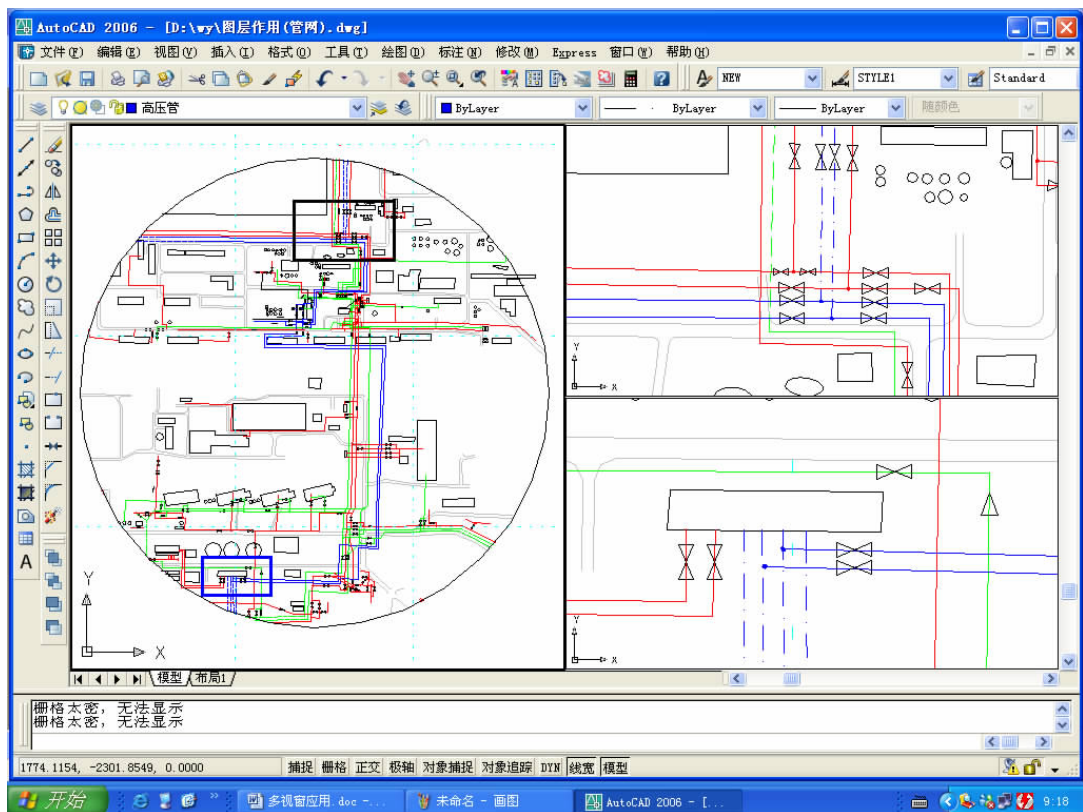 AutoCAD 2006 - [D:\wy\图层作用(管网).dwg]
文件(F) 编辑(E) 视图(V) 插入(I) 格式(O) 工具(T) 绘图(D) 标注(N) 修改(M) Express 窗口(W) 帮助(H)
NEW STYLE1 Standard
高压管 ByLayer ByLayer ByLayer 随颜色
Y
X
Y
X
A
Y
X
模型 布局1
栅格太密，无法显示
栅格太密，无法显示
1774.1154, -2301.8549, 0.0000 捕捉 栅格 正交 极轴 对象捕捉 对象追踪 DYN 线宽 模型
开始 多视窗应用.doc -... 未命名 - 画图 AutoCAD 2006 - [... 9:18